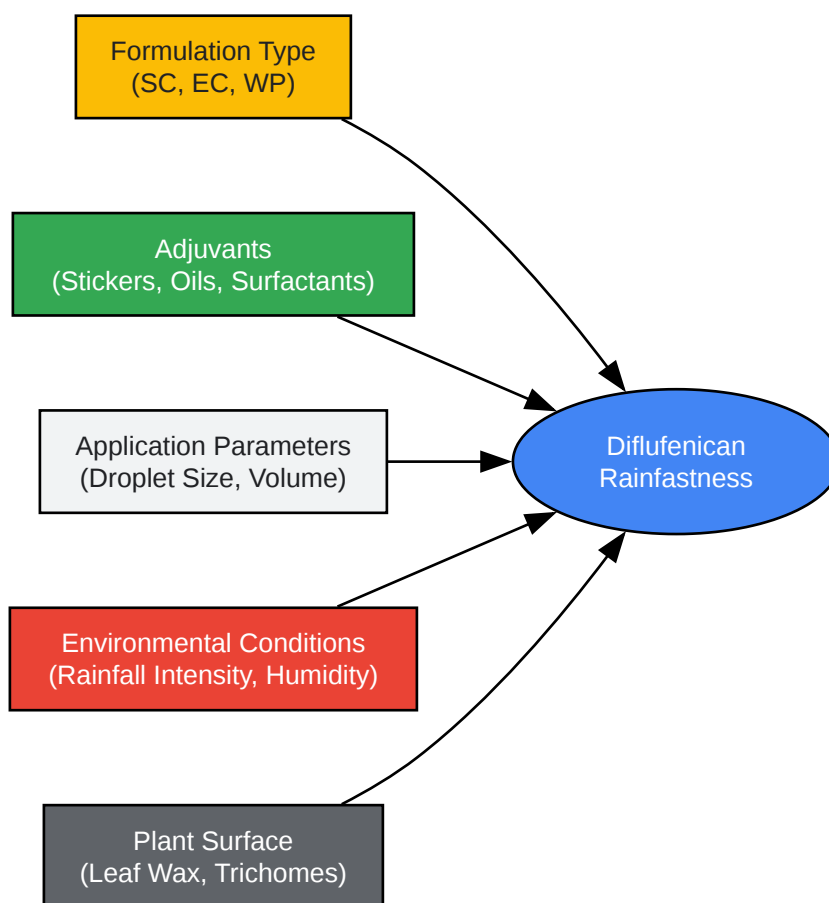 Formulation Type
(SC, EC, WP)
Adjuvants
(Stickers, Oils, Surfactants)
Application Parameters
(Droplet Size, Volume)
Diflufenican
Rainfastness
Environmental Conditions
(Rainfall Intensity, Humidity)
Plant Surface
(Leaf Wax, Trichomes)